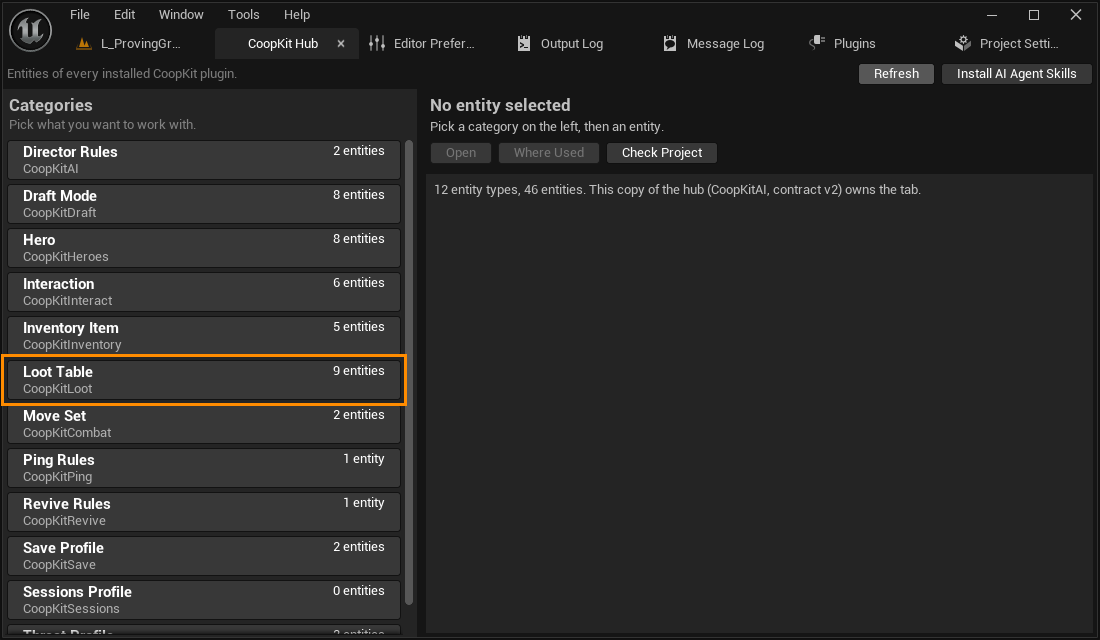 File Edit Window Tools Help
L_ProvingGr... CoopKit Hub Editor Prefer... Output Log Message Log Plugins Project Setti...
Entities of every installed CoopKit plugin.
Refresh Install AI Agent Skills
Categories
Pick what you want to work with.
Director Rules 2 entities
CoopKitAI
Draft Mode 8 entities
CoopKitDraft
Hero 8 entities
CoopKitHeroes
Interaction 6 entities
CoopKitInteract
Inventory Item 5 entities
CoopKitInventory
Loot Table 9 entities
CoopKitLoot
Move Set 2 entities
CoopKitCombat
Ping Rules 1 entity
CoopKitPing
Revive Rules 1 entity
CoopKitRevive
Save Profile 2 entities
CoopKitSave
Sessions Profile 0 entities
CoopKitSessions
No entity selected
Pick a category on the left, then an entity.
Open Where Used Check Project
12 entity types, 46 entities. This copy of the hub (CoopKitAI, contract v2) owns the tab.